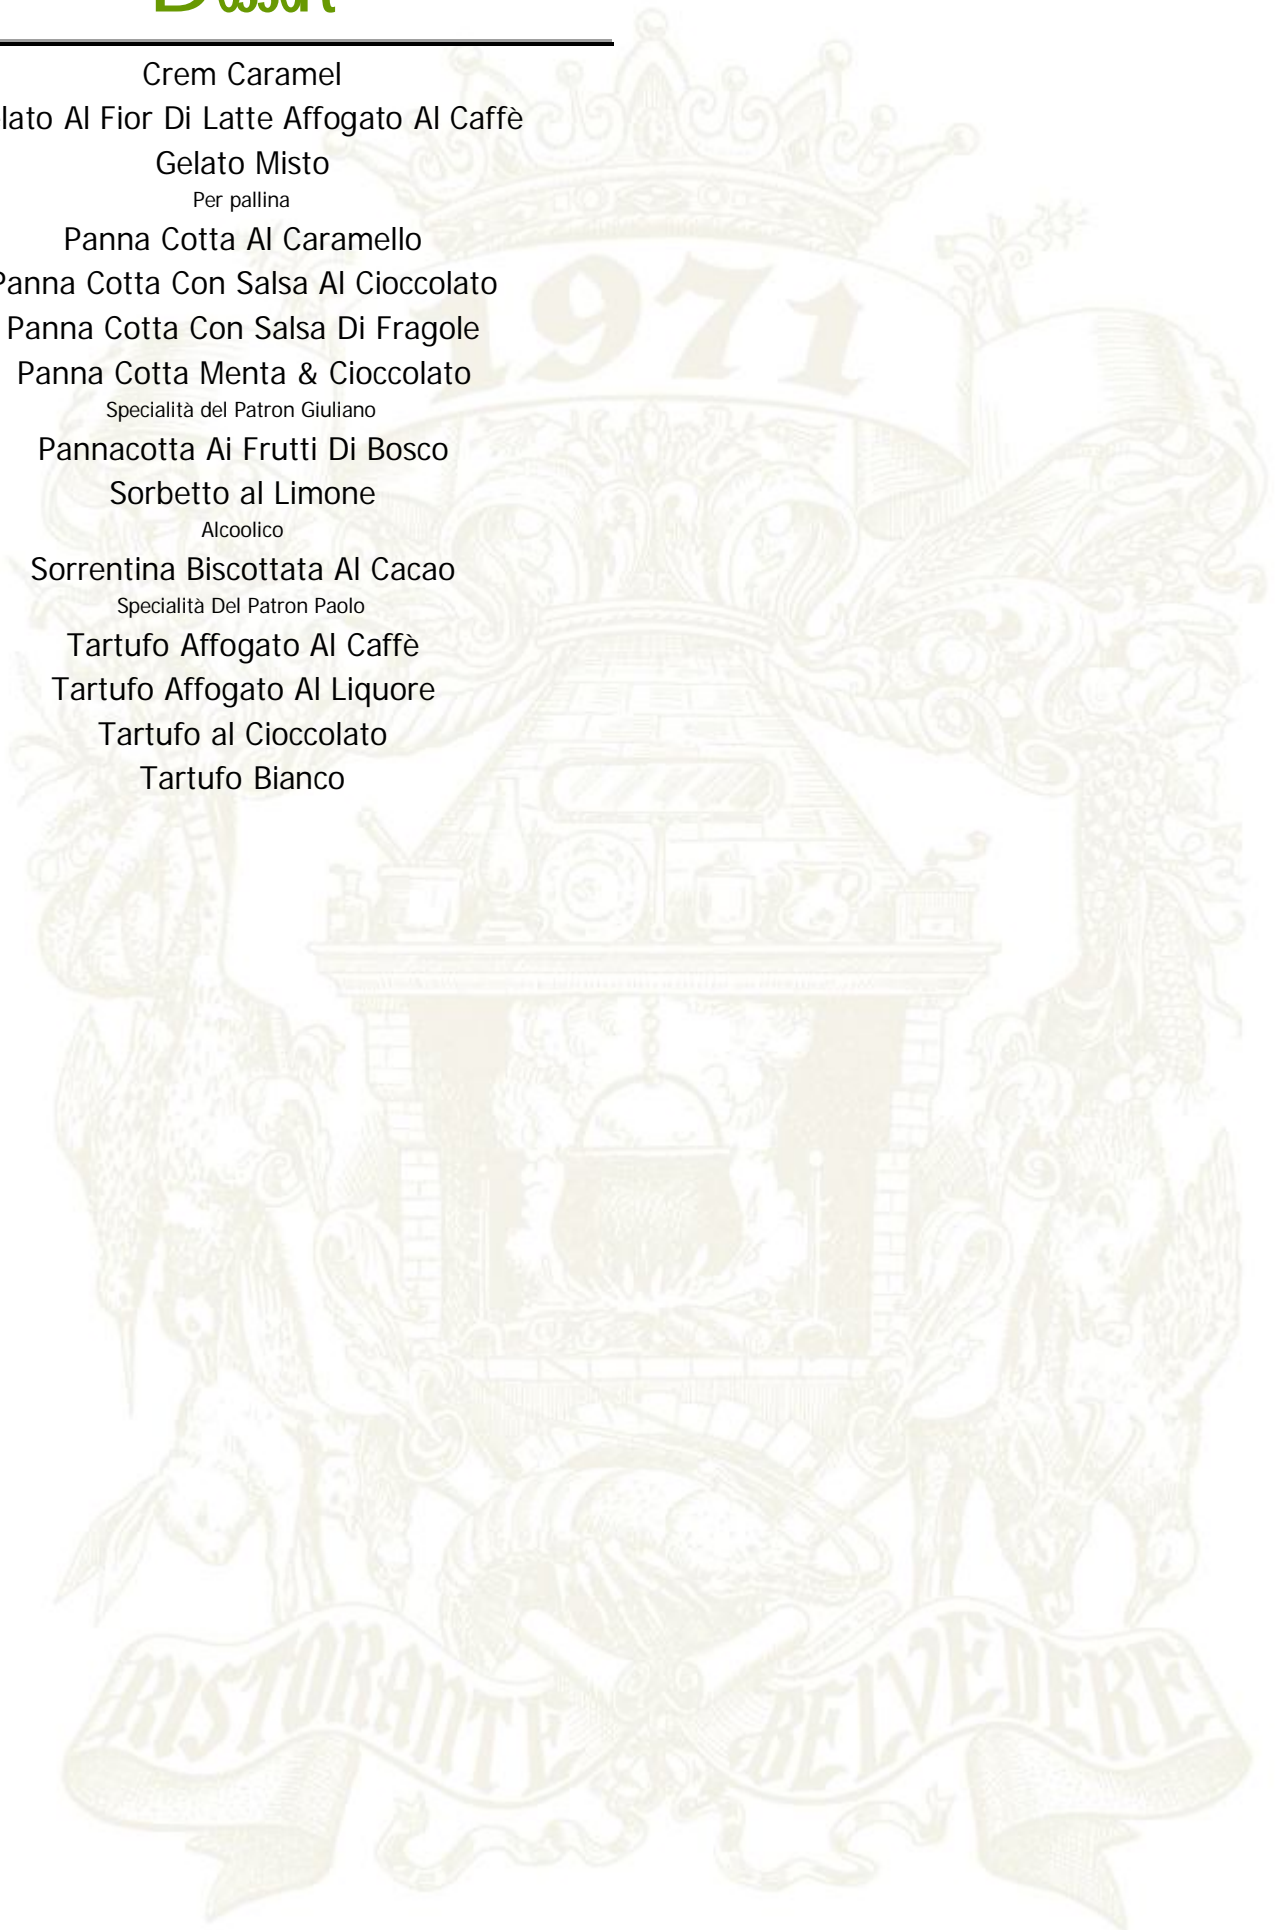 Dessert
Crem Caramel
lato Al Fior Di Latte Affogato Al Caffè
Gelato Misto
Per pallina
Panna Cotta Al Caramello
Panna Cotta Con Salsa Al Cioccolato
Panna Cotta Con Salsa Di Fragole
Panna Cotta Menta & Cioccolato
Specialità del Patron Giuliano
Pannacotta Ai Frutti Di Bosco
Sorbetto al Limone
Alcoolico
Sorrentina Biscottata Al Cacao
Specialità Del Patron Paolo
Tartufo Affogato Al Caffè
Tartufo Affogato Al Liquore
Tartufo al Cioccolato
Tartufo Bianco
1971
RISTORANTE BELVEDERE